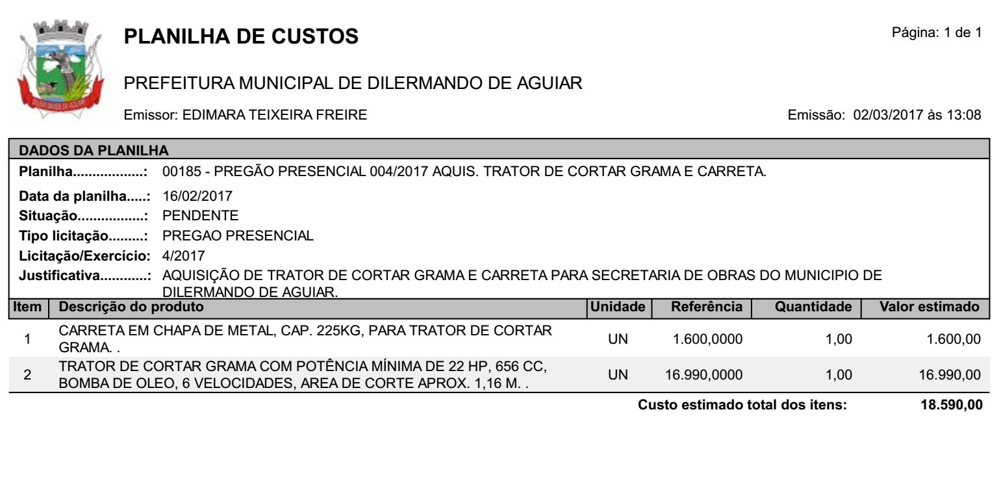 PLANILHA DE CUSTOS
Página: 1 de 1
PREFEITURA MUNICIPAL DE DILERMANDO DE AGUIAR
Emissor: EDIMARA TEIXEIRA FREIRE
Emissão: 02/03/2017 às 13:08
DADOS DA PLANILHA
Planilha..................: 00185 - PREGÃO PRESENCIAL 004/2017 AQUIS. TRATOR DE CORTAR GRAMA E CARRETA.
Data da planilha.....: 16/02/2017
Situação.................: PENDENTE
Tipo licitação.........: PREGAO PRESENCIAL
Licitação/Exercício: 4/2017
Justificativa............: AQUISIÇÃO DE TRATOR DE CORTAR GRAMA E CARRETA PARA SECRETARIA DE OBRAS DO MUNICIPIO DE
DILERMANDO DE AGUIAR.
Item Descrição do produto Unidade Referência Quantidade Valor estimado
1 CARRETA EM CHAPA DE METAL, CAP. 225KG, PARA TRATOR DE CORTAR
GRAMA. . UN 1.600,0000 1,00 1.600,00
2 TRATOR DE CORTAR GRAMA COM POTÊNCIA MÍNIMA DE 22 HP, 656 CC,
BOMBA DE OLEO, 6 VELOCIDADES, AREA DE CORTE APROX. 1,16 M. . UN 16.990,0000 1,00 16.990,00
Custo estimado total dos itens: 18.590,00